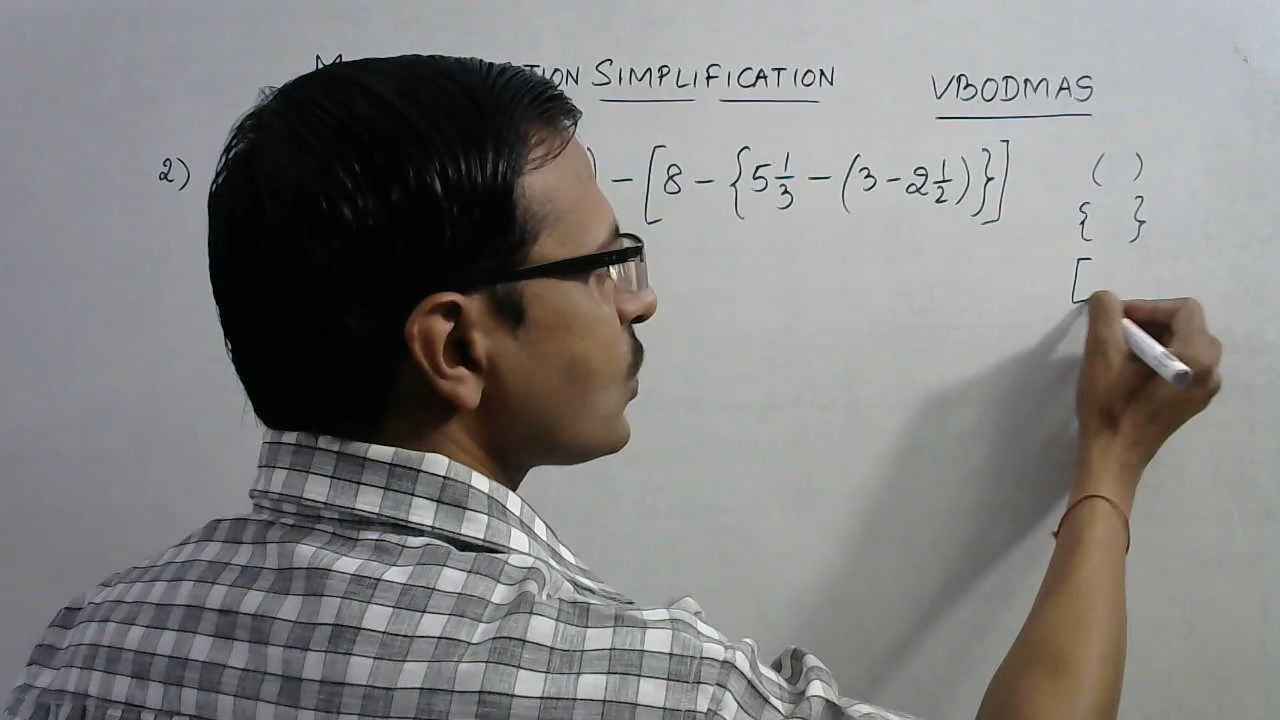 SIMPLIFICATION VBODMAS
2) - [8 - {5 1/3 - (3 - 2 1/2)}] ( )
{ }
[